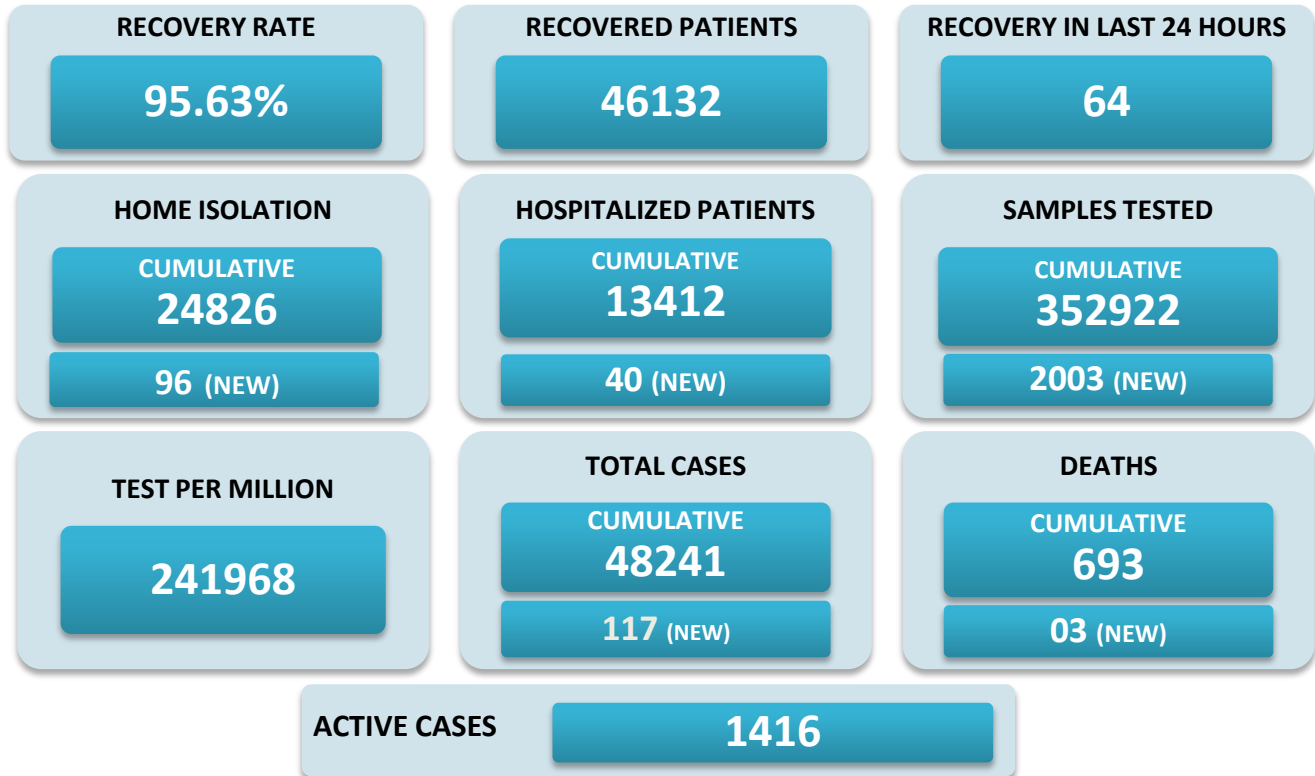 RECOVERY RATE
95.63%
RECOVERED PATIENTS
46132
RECOVERY IN LAST 24 HOURS
64
HOME ISOLATION
CUMULATIVE
24826
96 (NEW)
HOSPITALIZED PATIENTS
CUMULATIVE
13412
40 (NEW)
SAMPLES TESTED
CUMULATIVE
352922
2003 (NEW)
TEST PER MILLION
241968
TOTAL CASES
CUMULATIVE
48241
117 (NEW)
DEATHS
CUMULATIVE
693
03 (NEW)
ACTIVE CASES
1416